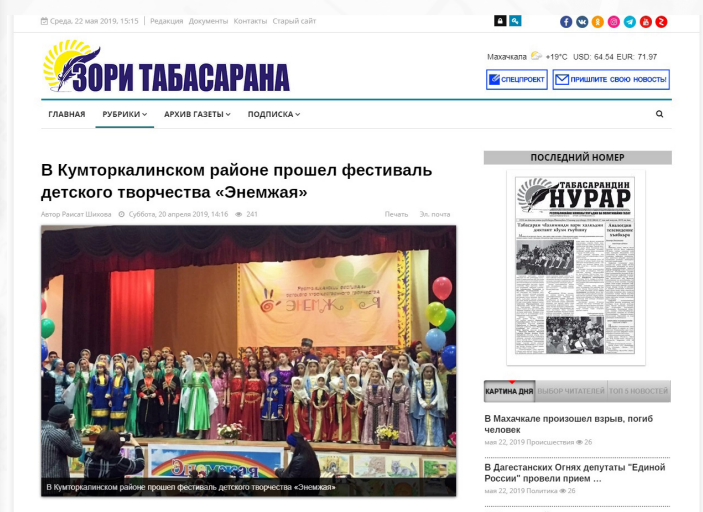 Среда, 22 мая 2019, 15:15 Редакция Документы Контакты Старый сайт
ЗОРИ ТАБАСАРАНА
Махачкала +19°C USD: 64.54 EUR: 71.97
СПЕЦПРОЕКТ ПРИШЛИТЕ СВОЮ НОВОСТЬ!
ГЛАВНАЯ РУБРИКИ АРХИВ ГАЗЕТЫ ПОДПИСКА
В Кумторкалинском районе прошел фестиваль
детского творчества «Энемжая»
Автор Раисат Шихова Суббота, 20 апреля 2019, 14:16 241 Печать Эл. почта
ЭНЕМЖАЯ
Энемжая
В Кумторкалинском районе прошел фестиваль детского творчества «Энемжая»
ПОСЛЕДНИЙ НОМЕР
ТАБАСАРАНДИН
НУРАР
КАРТИНА ДНЯ ВЫБОР ЧИТАТЕЛЕЙ ТОП 5 НОВОСТЕЙ
В Махачкале произошел взрыв, погиб
человек
мая 22, 2019 Происшествия 26
В Дагестанских Огнях депутаты "Единой
России" провели прием …
мая 22, 2019 Политика 26